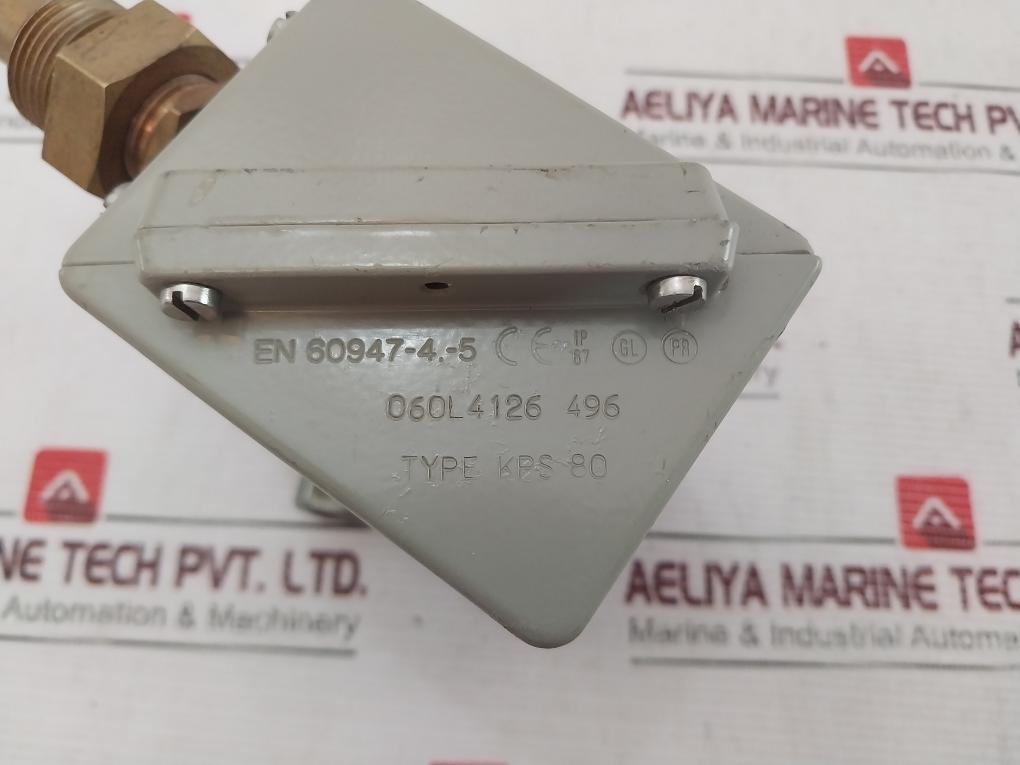 AELIYA MARINE TECH PV
Marine & Industrial Automation &
EN 60947-4,-5 CE IP 67 GL PR
060L4126 496
TYPE KPS 80
NE TECH PVT. LTD.
Automation & Machinery
AELIYA MARINE TEC
Marine & Industrial Automa